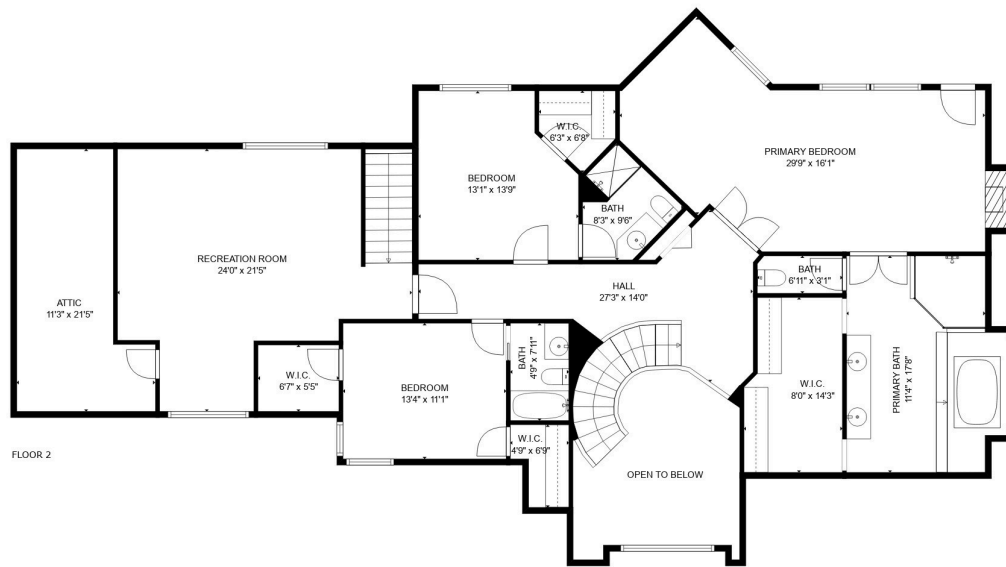 W.I.C.
6'3" x 6'8"
PRIMARY BEDROOM
29'9" x 16'1"
BEDROOM
13'1" x 13'9"
BATH
8'3" x 9'6"
RECREATION ROOM
24'0" x 21'5"
ATTIC
11'3" x 21'5"
HALL
27'3" x 14'0"
BATH
6'11" x 3'1"
W.I.C.
6'7" x 5'5"
BEDROOM
13'4" x 11'1"
BATH
4'9" x 7'11"
W.I.C.
8'0" x 14'3"
PRIMARY BATH
11'4" x 17'8"
W.I.C.
4'9" x 6'9"
FLOOR 2
OPEN TO BELOW